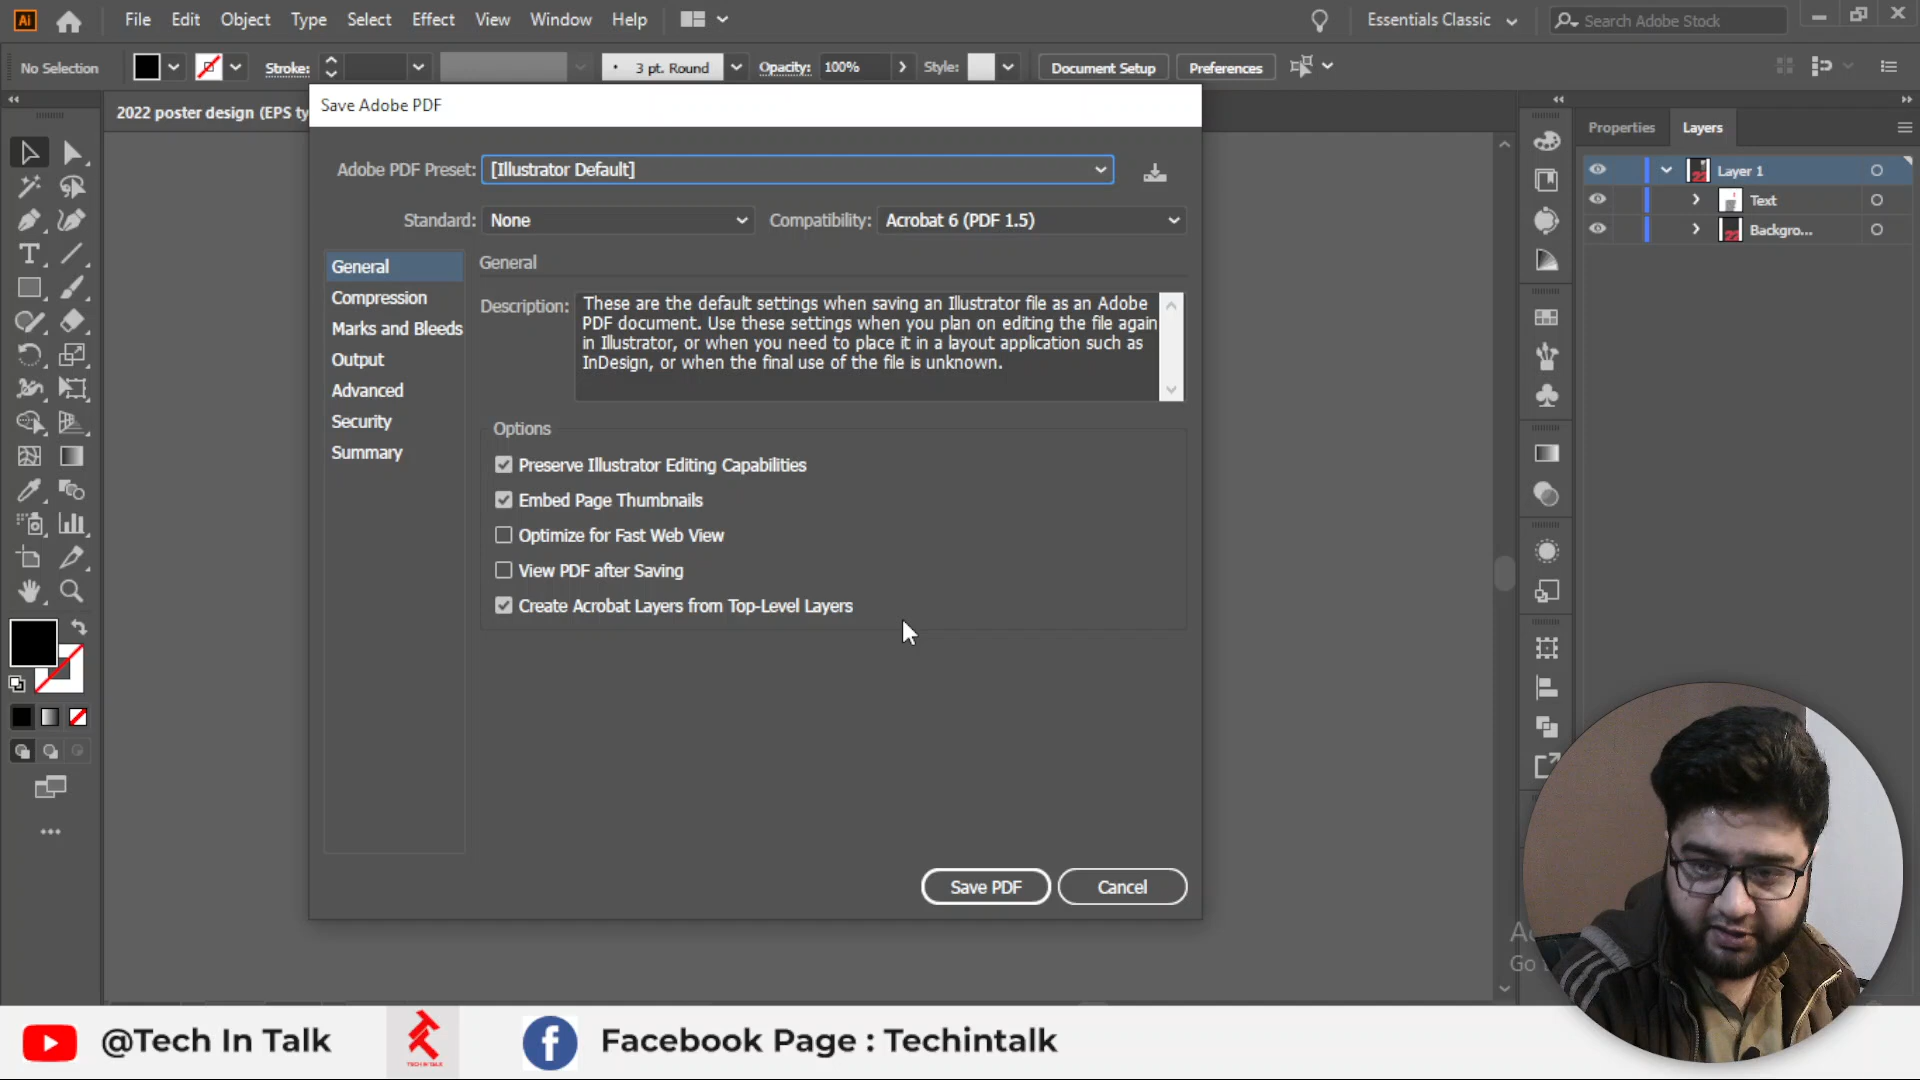 Ai
File Edit Object Type Select Effect View Window Help
Essentials Classic
Search Adobe Stock
No Selection
Stroke:
3 pt. Round
Opacity: 100%
Style:
Document Setup
Preferences
2022 poster design (EPS ty
Save Adobe PDF
Adobe PDF Preset: [Illustrator Default]
Standard: None
Compatibility: Acrobat 6 (PDF 1.5)
General
Compression
Marks and Bleeds
Output
Advanced
Security
Summary
General
Description: These are the default settings when saving an Illustrator file as an Adobe
PDF document. Use these settings when you plan on editing the file again
in Illustrator, or when you need to place it in a layout application such as
InDesign, or when the final use of the file is unknown.
Options
Preserve Illustrator Editing Capabilities
Embed Page Thumbnails
Optimize for Fast Web View
View PDF after Saving
Create Acrobat Layers from Top-Level Layers
Save PDF
Cancel
Properties
Layers
Layer 1
Text
Backgro...
Go t
@Tech In Talk
TECH IN TALK
Facebook Page : Techintalk